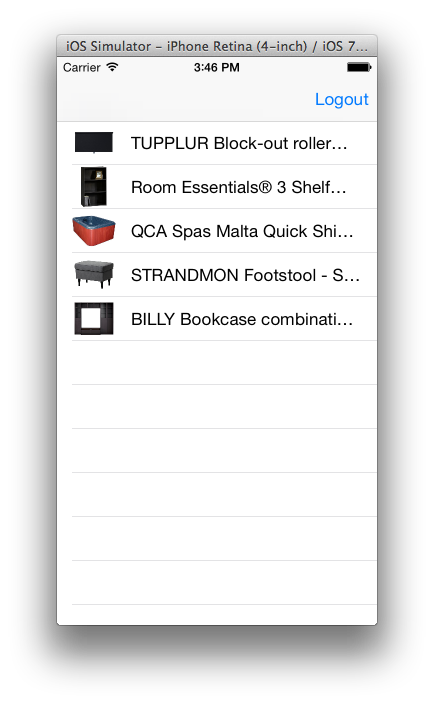 iOS Simulator – iPhone Retina (4-inch) / iOS 7...
Carrier 3:46 PM
Logout
TUPPLUR Block-out roller...
Room Essentials® 3 Shelf...
QCA Spas Malta Quick Shi...
STRANDMON Footstool - S...
BILLY Bookcase combinati...